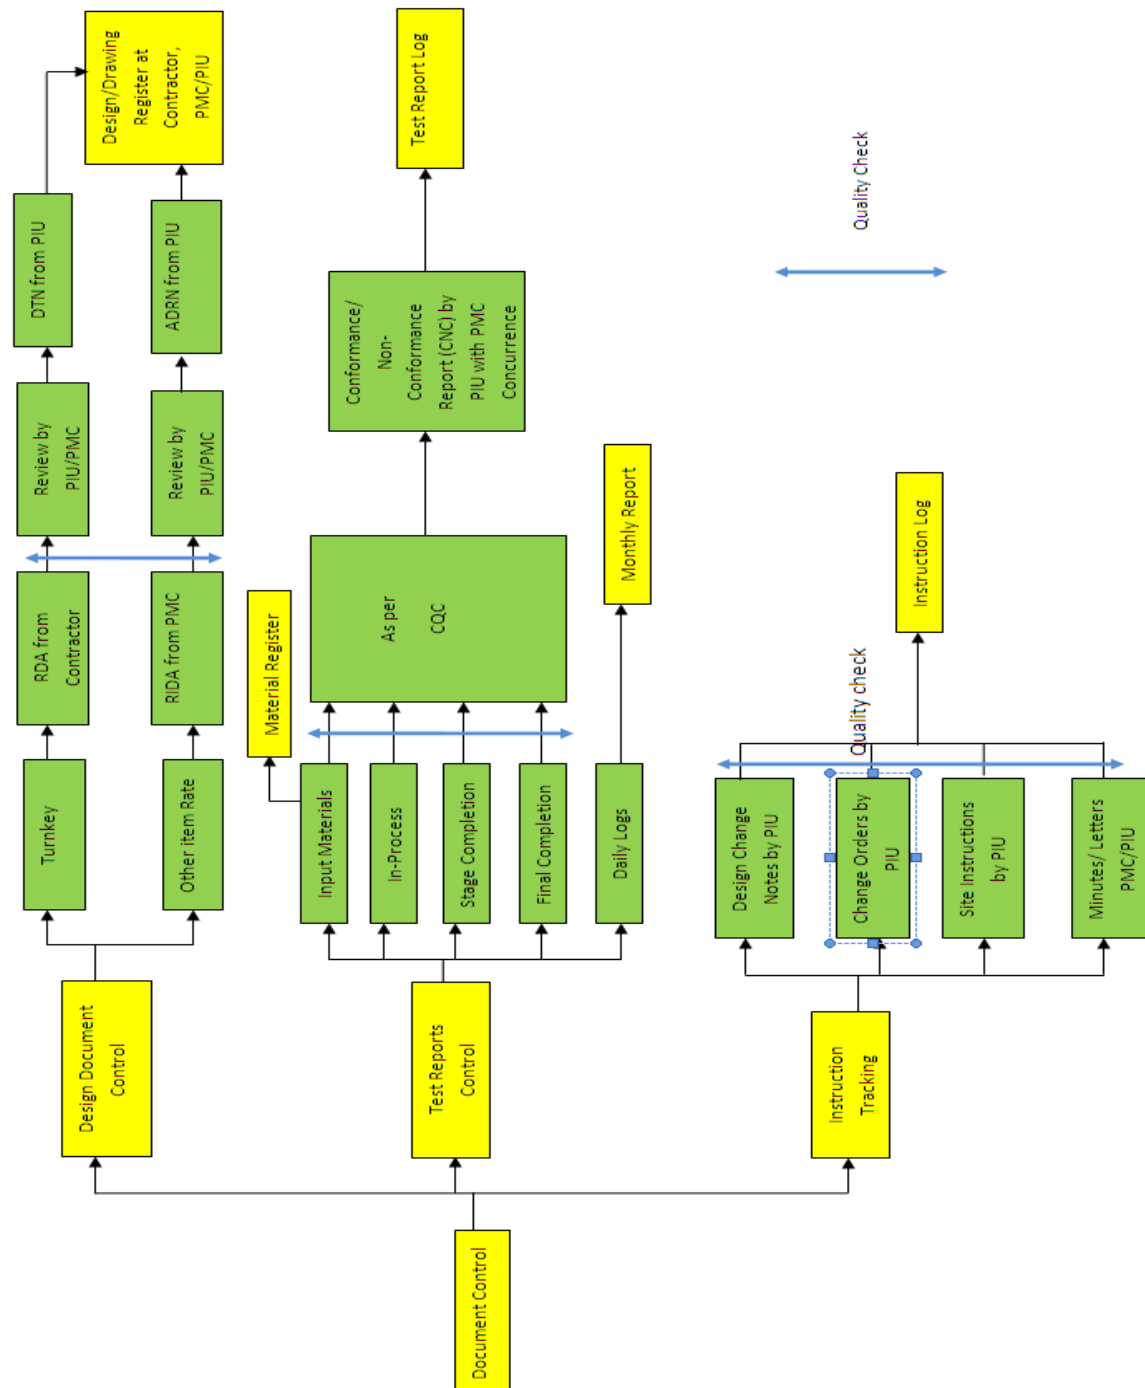 Document Control
Design Document
Control
Turnkey
RDA from
Contractor
Review by
PIU/PMC
DTN from PIU
Other item Rate
RIDA from PMC
Review by
PIU/PMC
ADRN from PIU
Design/Drawing
Register at
Contractor,
PMC/PIU
Test Reports
Control
Input Materials
Material Register
In-Process
Stage Completion
Final Completion
As per
CQC
Conformance/
Non-
Conformance
Report (CNC) by
PIU with PMC
Concurrence
Test Report Log
Daily Logs
Monthly Report
Instruction
Tracking
Design Change
Notes by PIU
Change Orders by
PIU
Site Instructions
by PIU
Minutes/ Letters
PMC/PIU
Quality check
Instruction Log
Quality Check